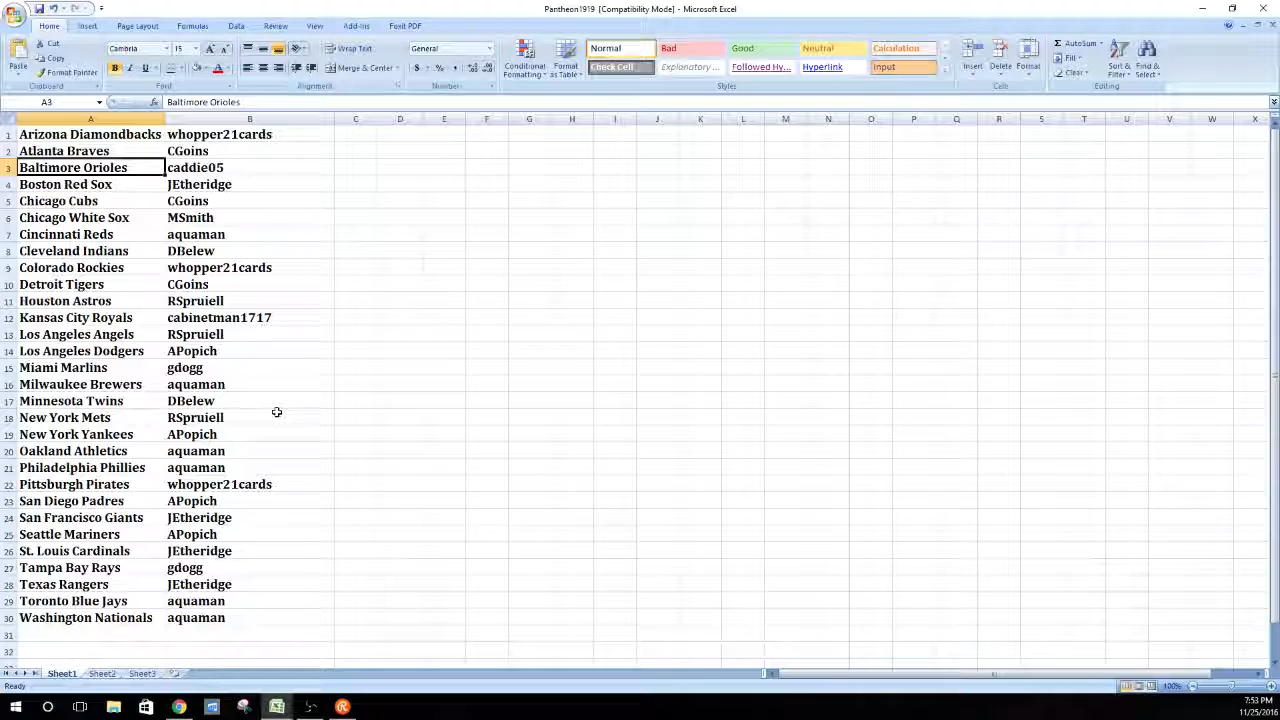 Pantheon1919 [Compatibility Mode] - Microsoft Excel
Home Insert Page Layout Formulas Data Review View Add-Ins Foxit PDF
Paste Cut Copy Format Painter Clipboard
Cambria 15 B Font
Wrap Text Merge & Center Alignment
General $ % , Number
Conditional Formatting Format as Table
Normal Bad Good Neutral Calculation
Check Cell Explanatory ... Followed Hy... Hyperlink Input
Styles
Insert Delete Format Cells
AutoSum Fill Clear Sort & Filter Find & Select Editing
A3 Baltimore Orioles
A B C D E F G H I J K L M N O P Q R S T U V W X
1 Arizona Diamondbacks whopper21cards
2 Atlanta Braves CGoins
3 Baltimore Orioles caddie05
4 Boston Red Sox JEtheridge
5 Chicago Cubs CGoins
6 Chicago White Sox MSmith
7 Cincinnati Reds aquaman
8 Cleveland Indians DBelew
9 Colorado Rockies whopper21cards
10 Detroit Tigers CGoins
11 Houston Astros RSpruiell
12 Kansas City Royals cabinetman1717
13 Los Angeles Angels RSpruiell
14 Los Angeles Dodgers APopich
15 Miami Marlins gdogg
16 Milwaukee Brewers aquaman
17 Minnesota Twins DBelew
18 New York Mets RSpruiell
19 New York Yankees APopich
20 Oakland Athletics aquaman
21 Philadelphia Phillies aquaman
22 Pittsburgh Pirates whopper21cards
23 San Diego Padres APopich
24 San Francisco Giants JEtheridge
25 Seattle Mariners APopich
26 St. Louis Cardinals JEtheridge
27 Tampa Bay Rays gdogg
28 Texas Rangers JEtheridge
29 Toronto Blue Jays aquaman
30 Washington Nationals aquaman
31
32
Sheet1 Sheet2 Sheet3
Ready 100%
7:53 PM
11/25/2016